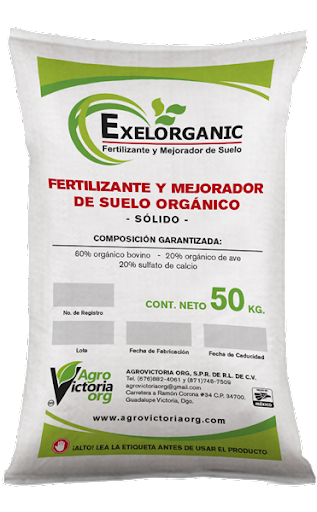 EXELORGANIC
Fertilizante y Mejorador de Suelo
FERTILIZANTE Y MEJORADOR
DE SUELO ORGÁNICO
- SÓLIDO -
COMPOSICIÓN GARANTIZADA:
60% orgánico bovino - 20% orgánico de ave
20% sulfato de calcio
CONT. NETO 50 KG.
No. de Registro
Lote Fecha de Fabricación Fecha de Caducidad
Agro
Victoria
org
AGROVICTORIA ORG, S.P.R. DE R.L. DE C.V.
Tel, (676)882-4061 y (871)748-7509
agrovictoriaorg@gmail.com
Carretera a Ramón Corona #34 C.P. 34700.
Guadalupe Victoria, Dgo.
MÉXICO
www.agrovictoriaorg.com
¡ALTO! LEA LA ETIQUETA ANTES DE USAR EL PRODUCTO